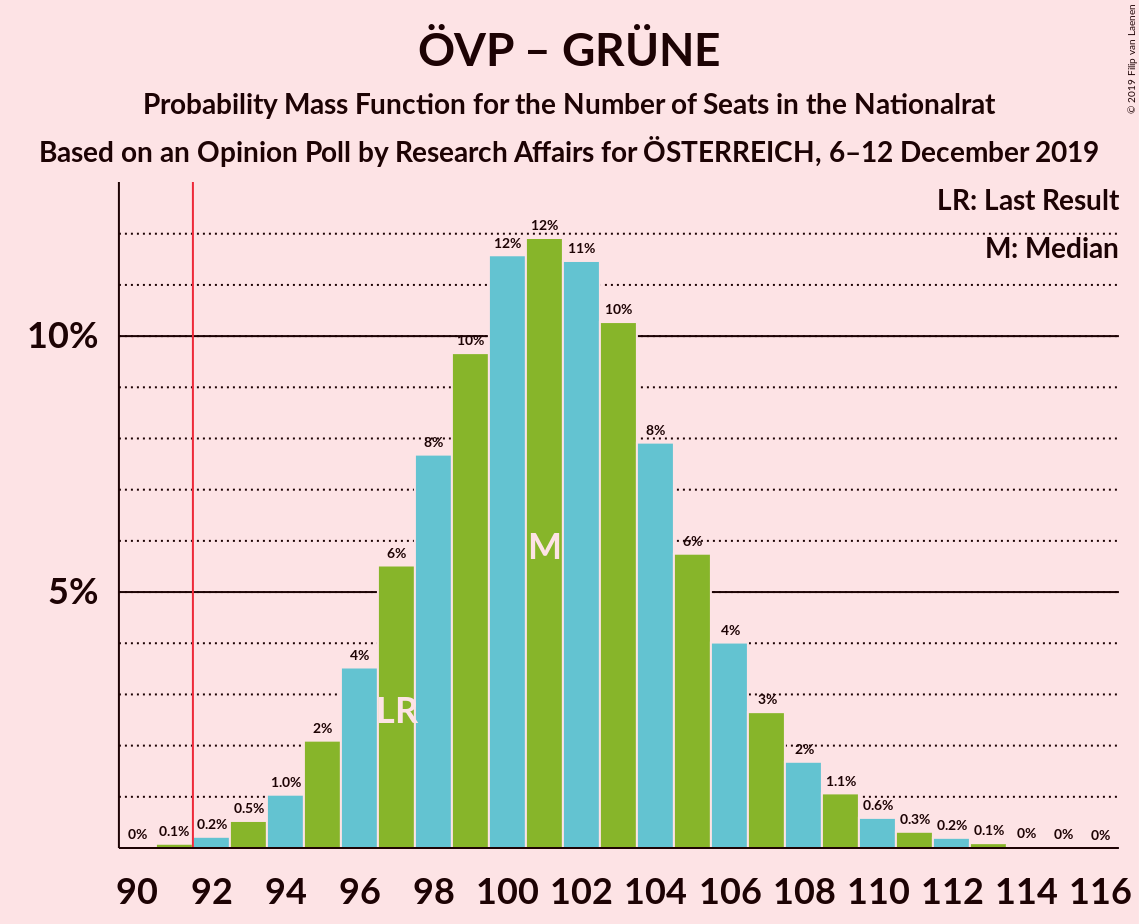 ÖVP – GRÜNE
Probability Mass Function for the Number of Seats in the Nationalrat
Based on an Opinion Poll by Research Affairs for ÖSTERREICH, 6–12 December 2019
© 2019 Filip van Laenen
LR: Last Result
M: Median
10%
5%
0% 0.1% 0.2% 0.5% 1.0% 2% 4% 6% 8% 10% 12% 12% 11% 10% 8% 6% 4% 3% 2% 1.1% 0.6% 0.3% 0.2% 0.1% 0% 0% 0%
M
LR
90 92 94 96 98 100 102 104 106 108 110 112 114 116